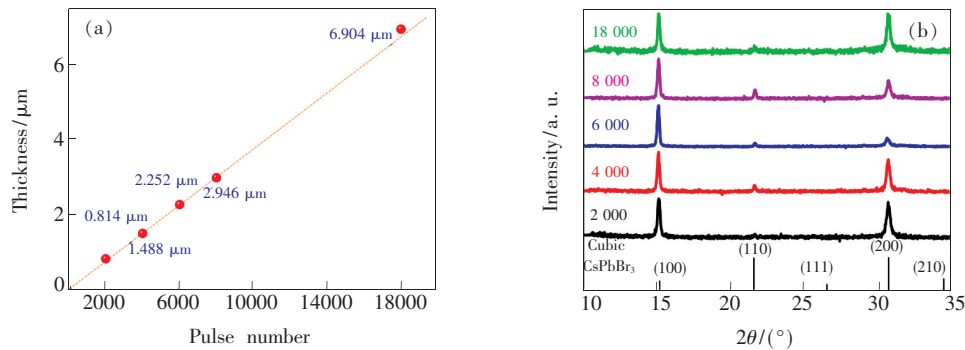 (a)
6.904 μm
2.252 μm
2.946 μm
0.814 μm
1.488 μm
6
4
2
0
2000 6000 10000 14000 18000
Thickness/μm
Pulse number
(b)
18 000
8 000
6 000
4 000
2 000
Cubic
CsPbBr3
(100)
(110)
(111)
(200)
(210)
10 15 20 25 30 35
Intensity/a. u.
2θ/(°)